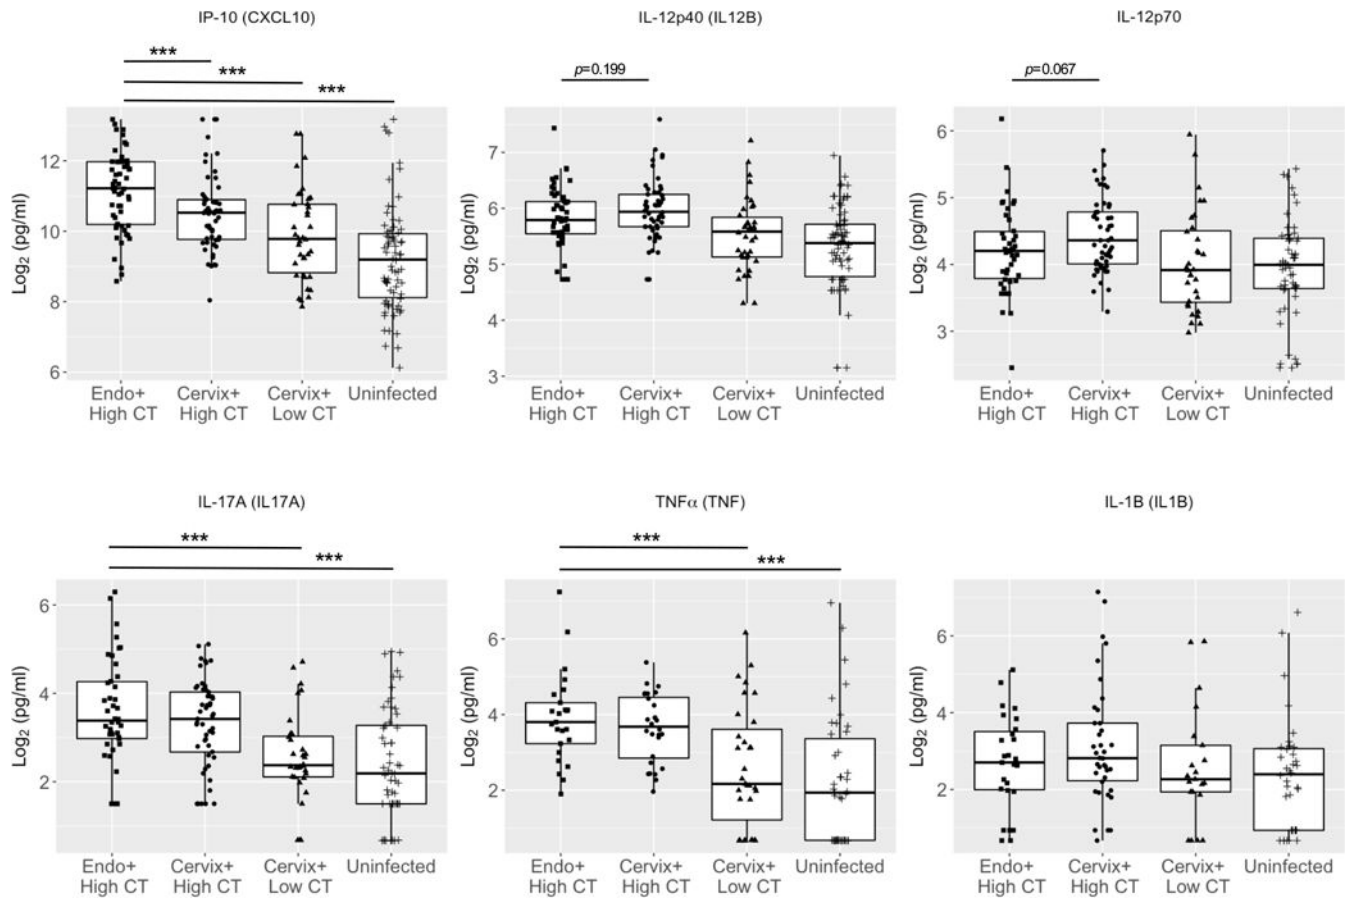 IP-10 (CXCL10)
***
***
***
Log2 (pg/ml)
12
10
8
6
Endo+
High CT
Cervix+
High CT
Cervix+
Low CT
Uninfected
IL-12p40 (IL12B)
p=0.199
Log2 (pg/ml)
7
6
5
4
3
Endo+
High CT
Cervix+
High CT
Cervix+
Low CT
Uninfected
IL-12p70
p=0.067
Log2 (pg/ml)
6
5
4
3
Endo+
High CT
Cervix+
High CT
Cervix+
Low CT
Uninfected
IL-17A (IL17A)
***
***
Log2 (pg/ml)
6
4
2
Endo+
High CT
Cervix+
High CT
Cervix+
Low CT
Uninfected
TNFα (TNF)
***
***
Log2 (pg/ml)
6
4
2
Endo+
High CT
Cervix+
High CT
Cervix+
Low CT
Uninfected
IL-1B (IL1B)
Log2 (pg/ml)
6
4
2
Endo+
High CT
Cervix+
High CT
Cervix+
Low CT
Uninfected